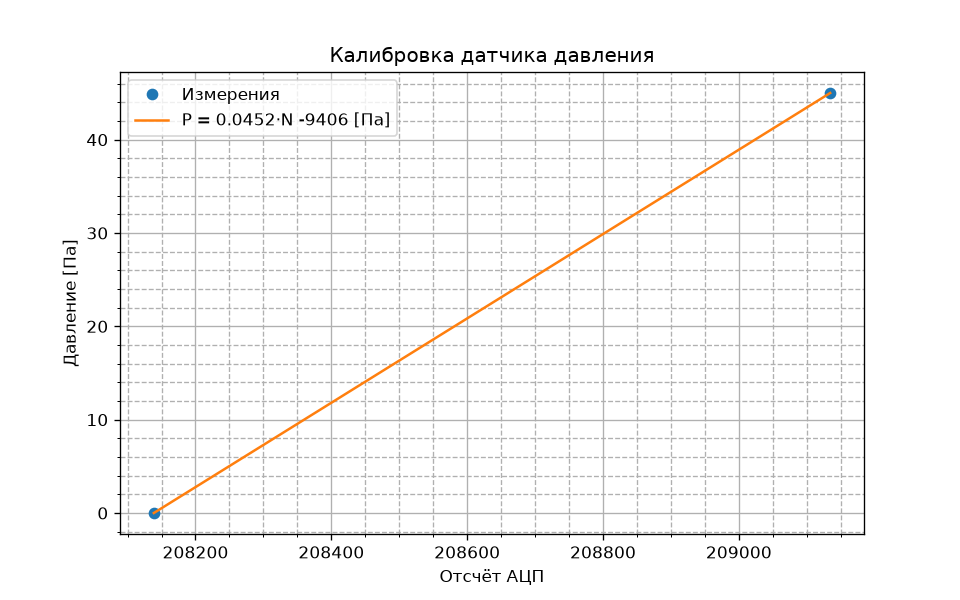 Калибровка датчика давления
Измерения
P = 0.0452·N -9406 [Па]
Давление [Па]
40
30
20
10
0
208200 208400 208600 208800 209000
Отсчёт АЦП